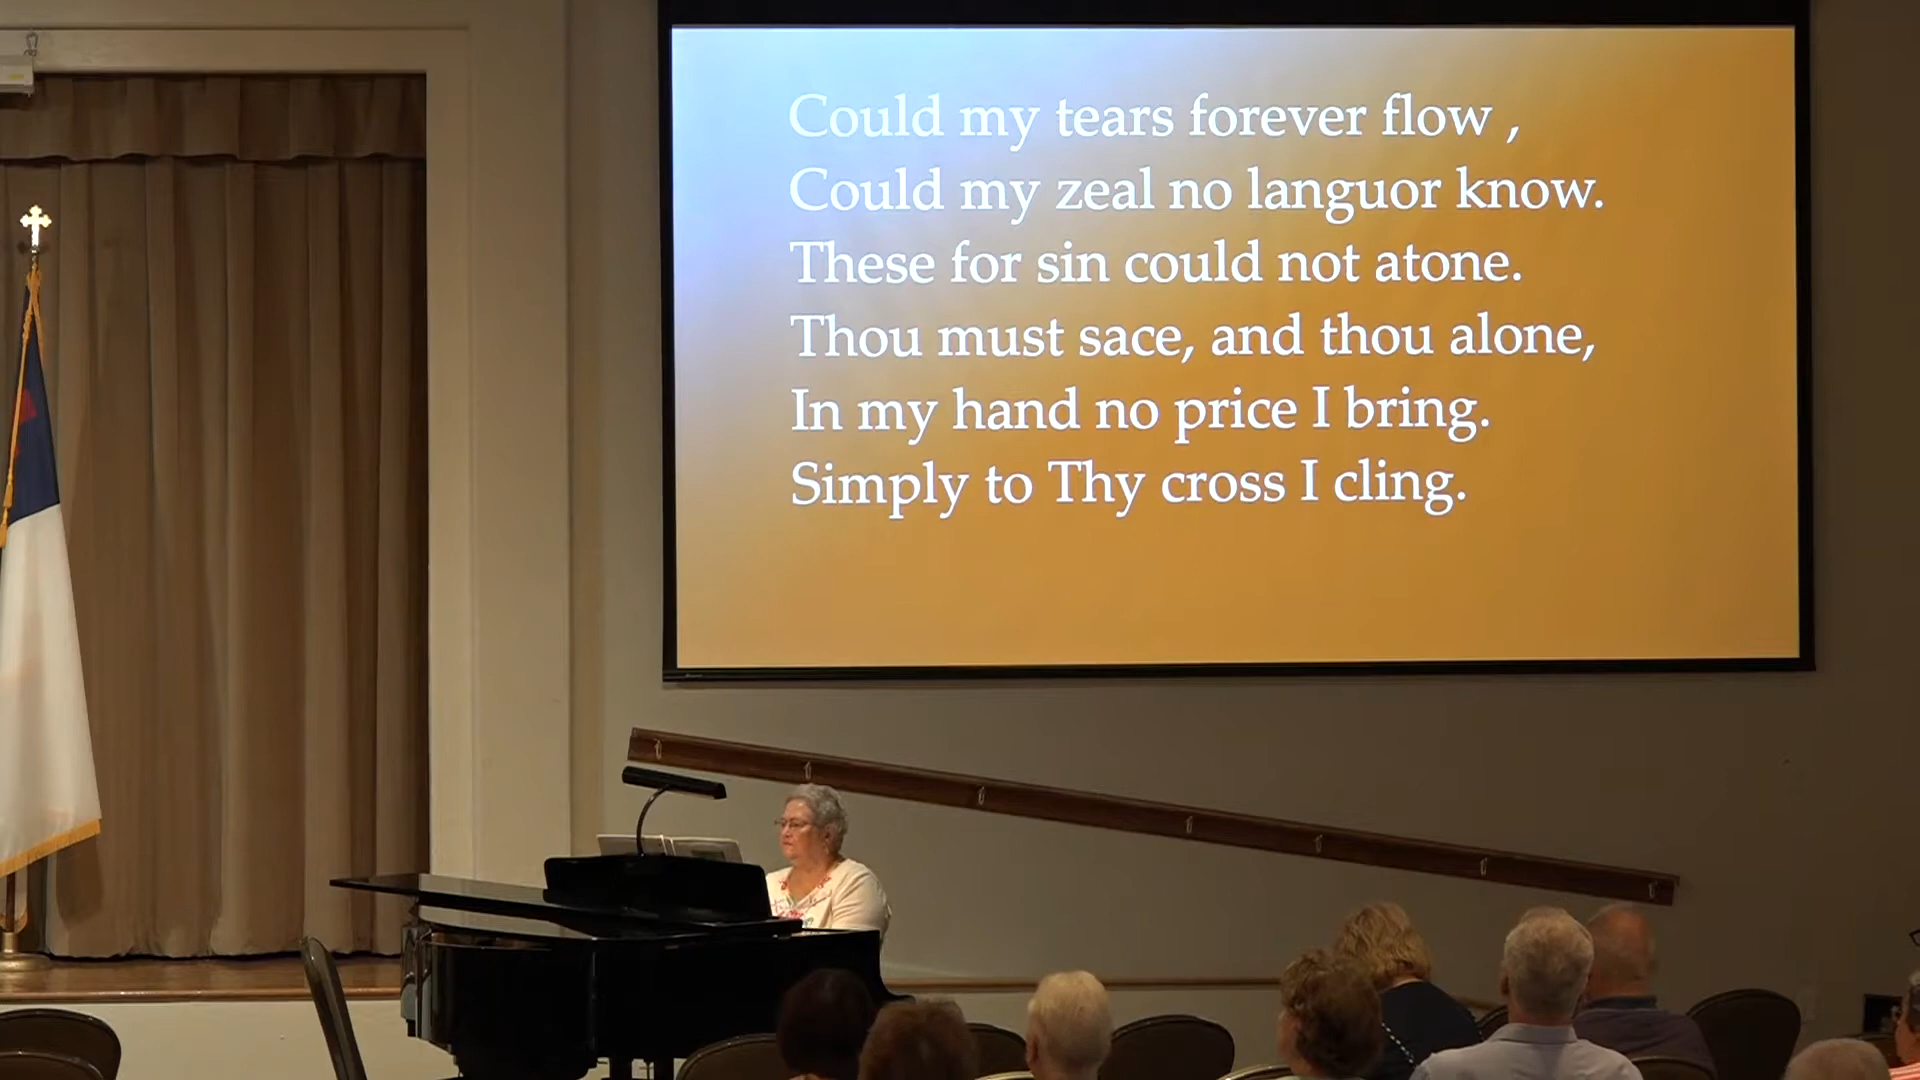 Could my tears forever flow ,
Could my zeal no languor know.
These for sin could not atone.
Thou must sace, and thou alone,
In my hand no price I bring.
Simply to Thy cross I cling.